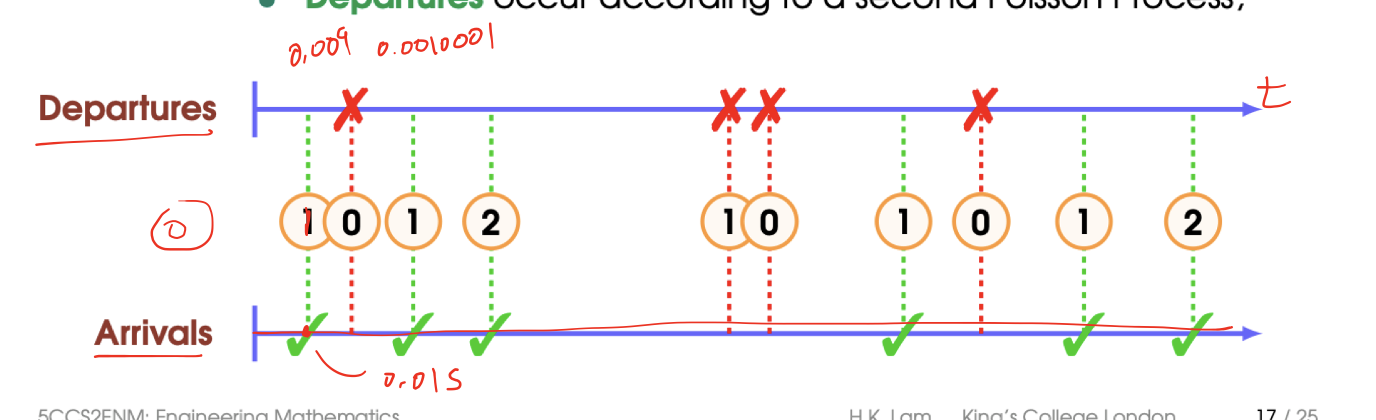 Departures occur according to a second Poisson Process;
0.009 0.0010001
Departures t
0 1 0 1 2 1 0 1 0 1 2
Arrivals
0.01S
5CCS2ENM: Engineering Mathematics H.K. Lam King's College London 17 / 25